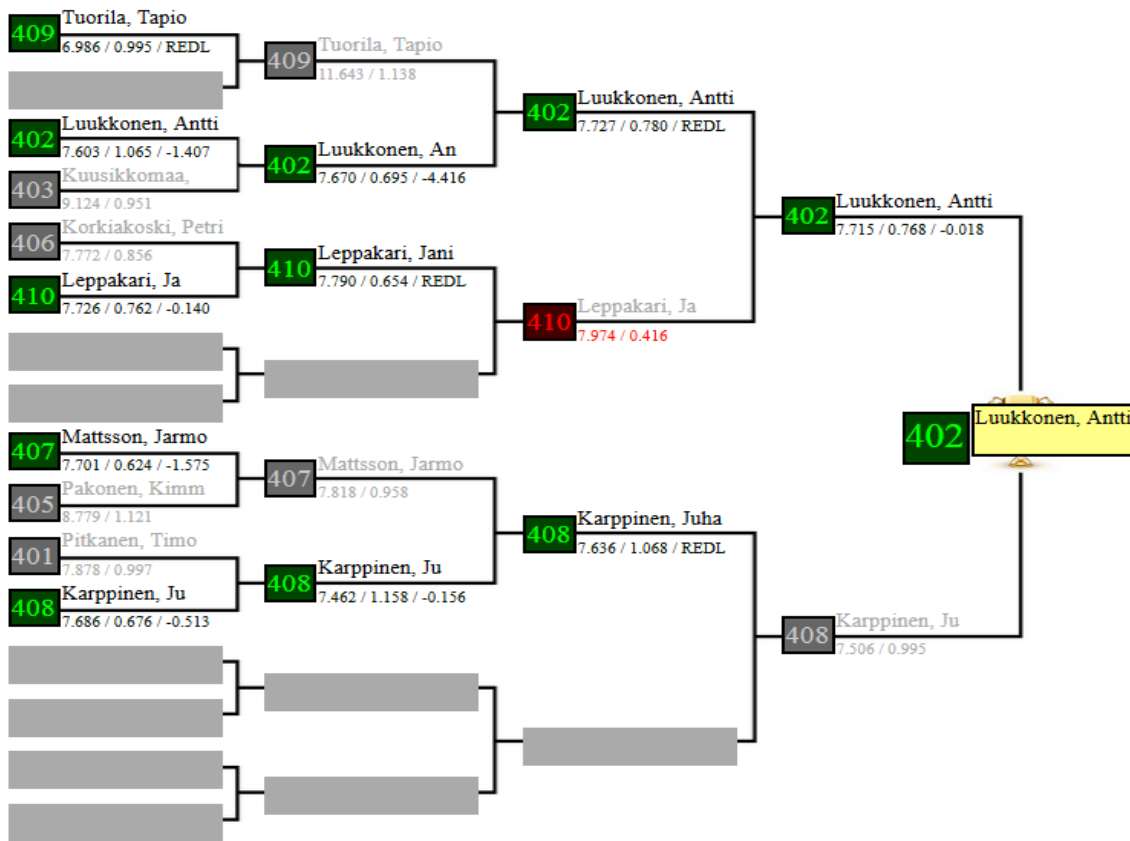 409 Tuorila, Tapio
6.986 / 0.995 / REDL
402 Luukkonen, Antti
7.603 / 1.065 / -1.407
403 Kuusikkomaa,
9.124 / 0.951
406 Korkiakoski, Petri
7.772 / 0.856
410 Leppakari, Ja
7.726 / 0.762 / -0.140
407 Mattsson, Jarmo
7.701 / 0.624 / -1.575
405 Pakonen, Kimm
8.779 / 1.121
401 Pitkanen, Timo
7.878 / 0.997
408 Karppinen, Ju
7.686 / 0.676 / -0.513
409 Tuorila, Tapio
11.643 / 1.138
402 Luukkonen, An
7.670 / 0.695 / -4.416
410 Leppakari, Jani
7.790 / 0.654 / REDL
407 Mattsson, Jarmo
7.818 / 0.958
408 Karppinen, Ju
7.462 / 1.158 / -0.156
402 Luukkonen, Antti
7.727 / 0.780 / REDL
410 Leppakari, Ja
7.974 / 0.416
408 Karppinen, Juha
7.636 / 1.068 / REDL
402 Luukkonen, Antti
7.715 / 0.768 / -0.018
408 Karppinen, Ju
7.506 / 0.995
402 Luukkonen, Antti